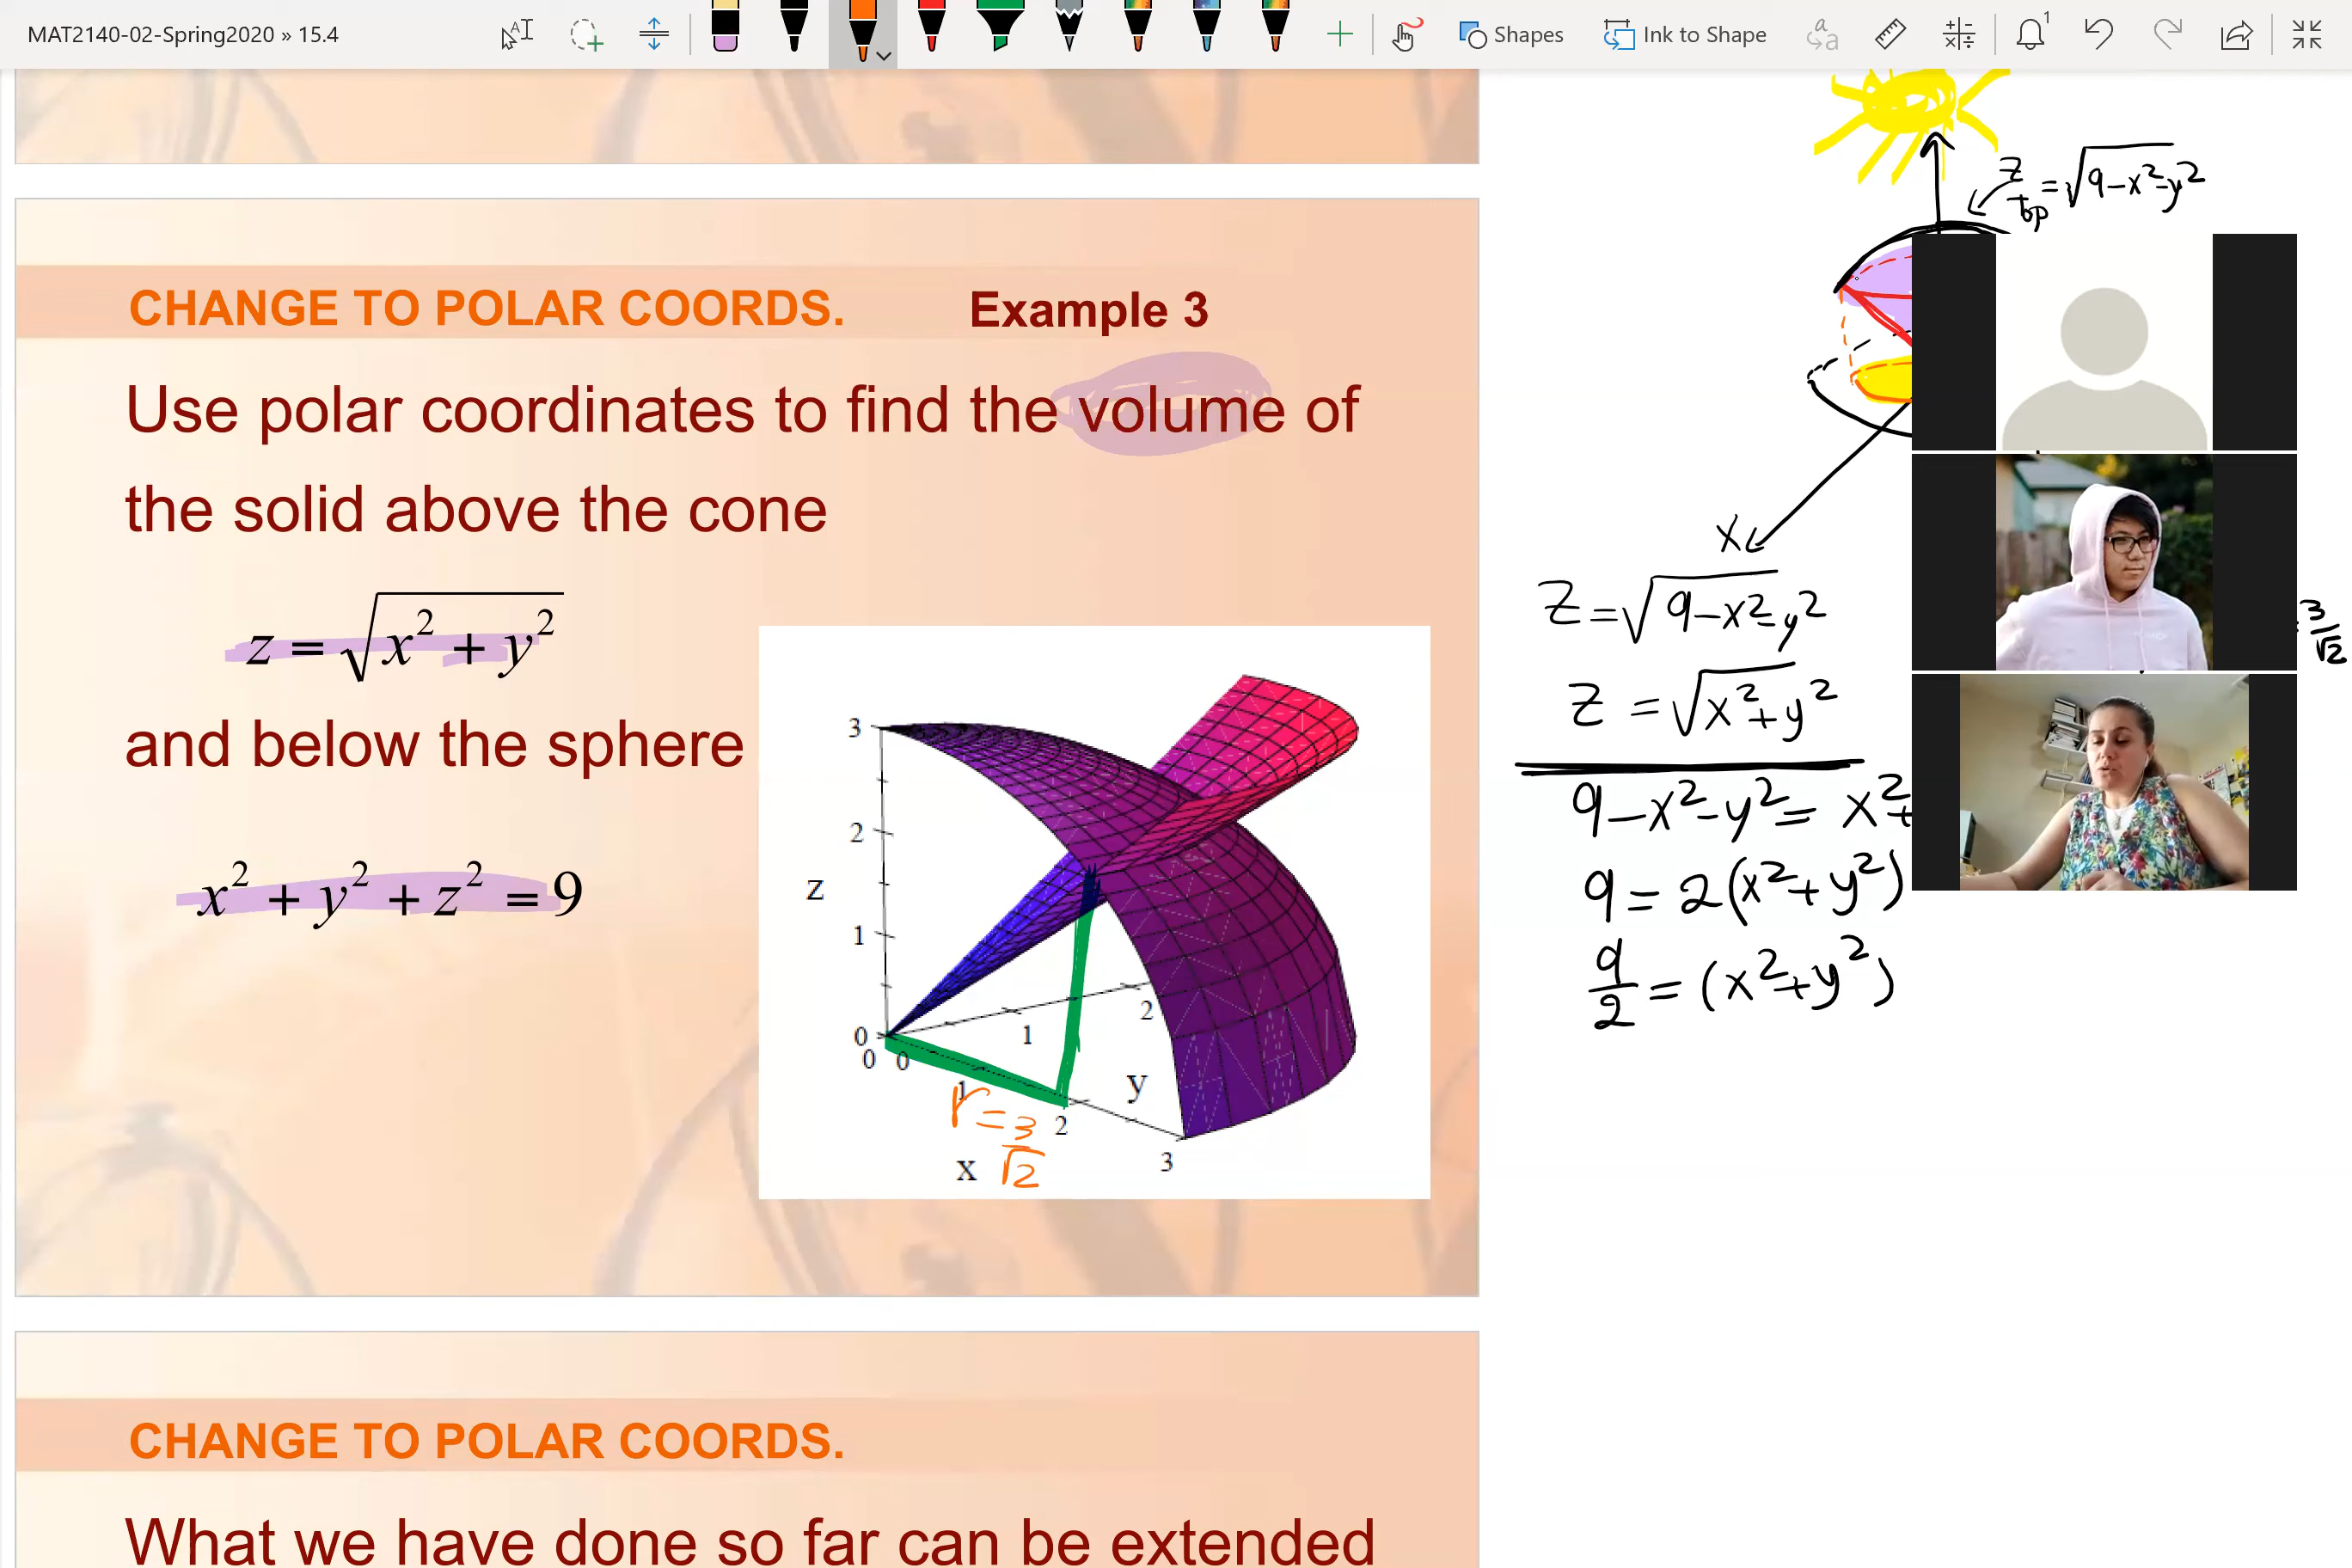 MAT2140-02-Spring2020 » 15.4
Shapes
Ink to Shape
1
CHANGE TO POLAR COORDS. Example 3
Use polar coordinates to find the volume of
the solid above the cone
z = √(x² + y²)
and below the sphere
x² + y² + z² = 9
3
2
z
1
0
0
0
1
2
y
1
2
3
x
r = 3/√2
z top = √(9-x²-y²)
x
z = √(9-x²-y²)
z = √(x²+y²)
9-x²-y² = x²+
9 = 2(x²+y²)
9/2 = (x²+y²)
3/√2
CHANGE TO POLAR COORDS.
What we have done so far can be extended